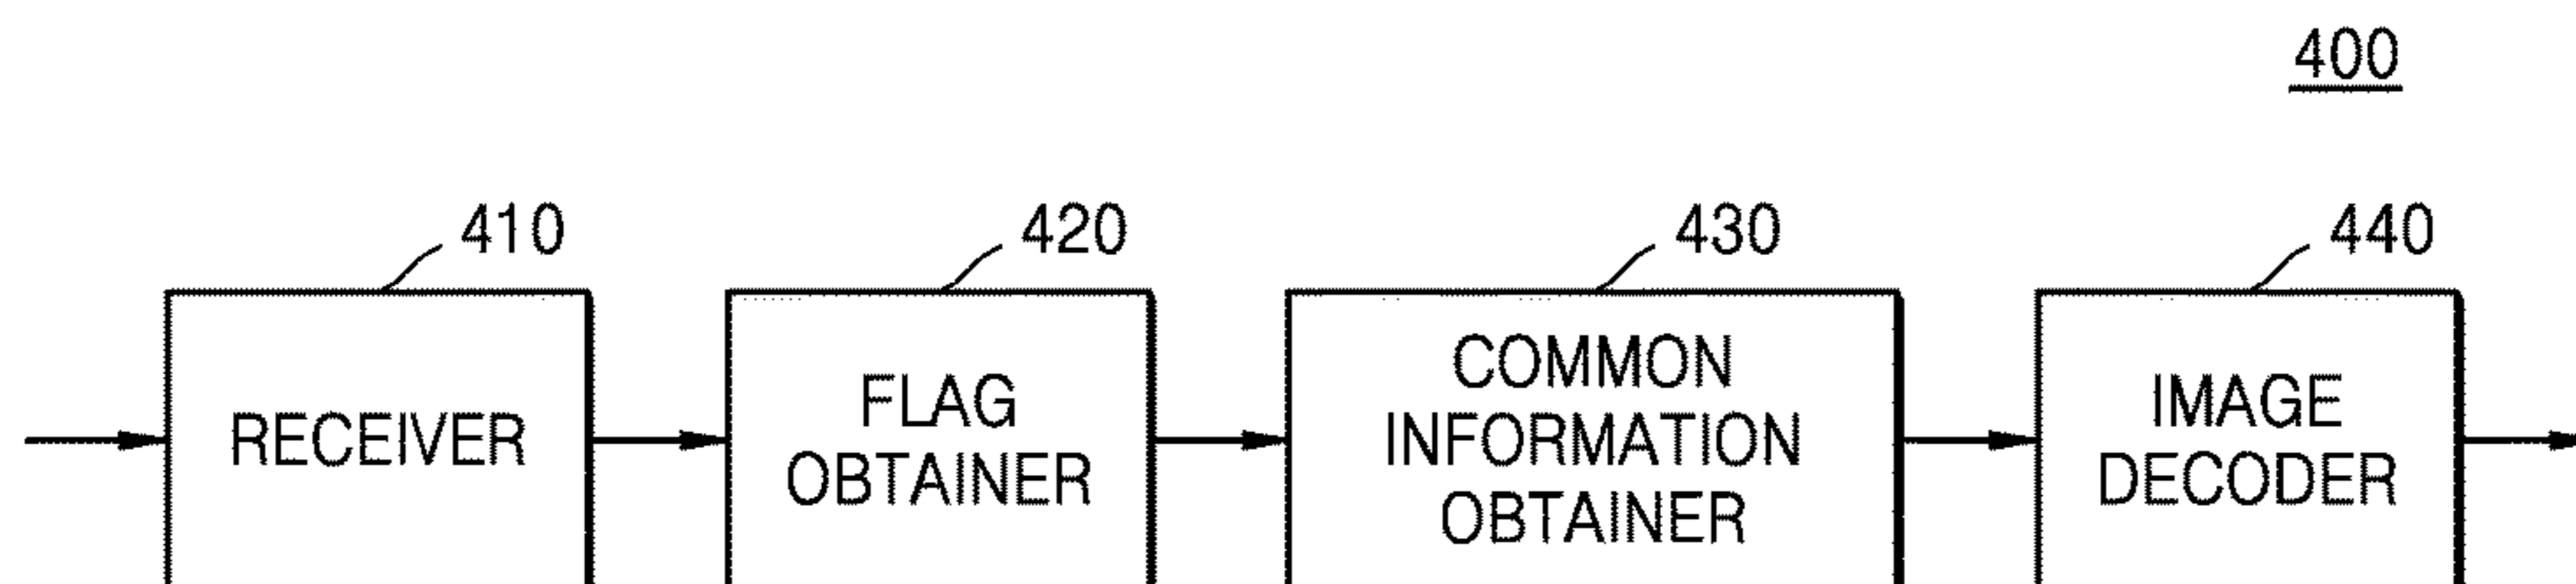 400
410
420
430
440
RECEIVER
FLAG
OBTAINER
COMMON
INFORMATION
OBTAINER
IMAGE
DECODER